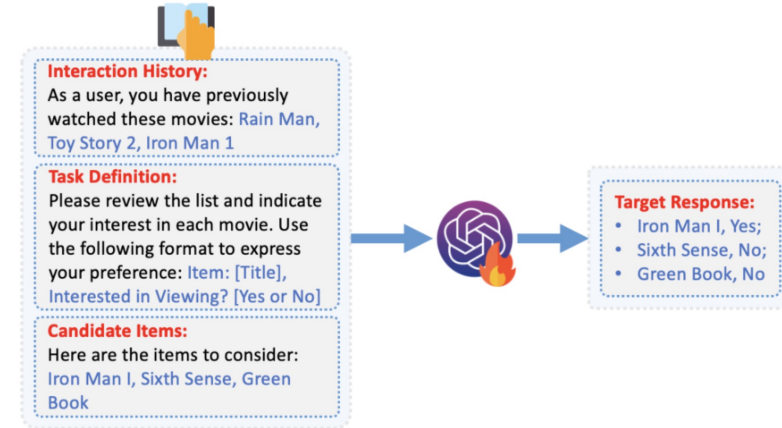 Interaction History:
As a user, you have previously
watched these movies: Rain Man,
Toy Story 2, Iron Man 1
Task Definition:
Please review the list and indicate
your interest in each movie. Use
the following format to express
your preference: Item: [Title],
Interested in Viewing? [Yes or No]
Candidate Items:
Here are the items to consider:
Iron Man I, Sixth Sense, Green
Book
Target Response:
• Iron Man I, Yes;
• Sixth Sense, No;
• Green Book, No